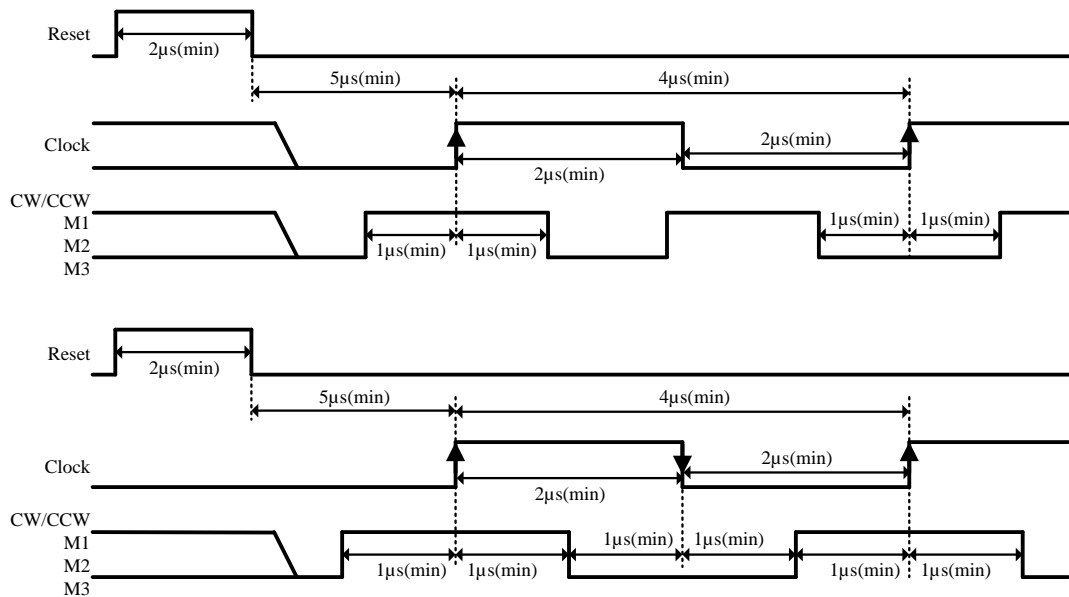 Reset
2µs(min)
5µs(min)
4µs(min)
Clock
2µs(min)
2µs(min)
CW/CCW
M1
M2
M3
1µs(min)
1µs(min)
1µs(min)
1µs(min)
Reset
2µs(min)
5µs(min)
4µs(min)
Clock
2µs(min)
2µs(min)
CW/CCW
M1
M2
M3
1µs(min)
1µs(min)
1µs(min)
1µs(min)
1µs(min)
1µs(min)